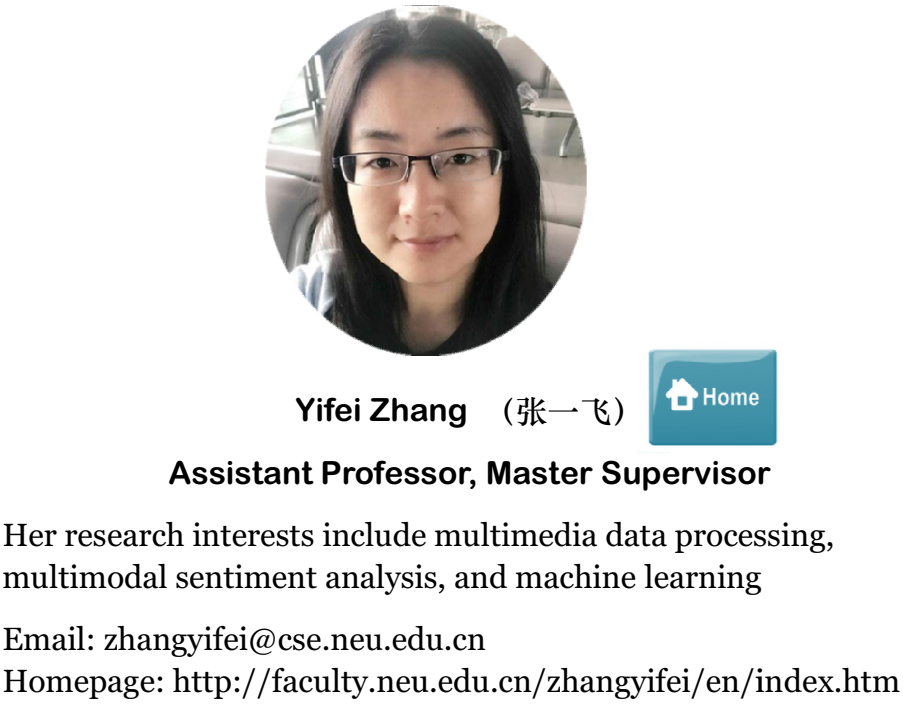 Yifei Zhang （张一飞）
Home
Assistant Professor, Master Supervisor
Her research interests include multimedia data processing,
multimodal sentiment analysis, and machine learning
Email: zhangyifei@cse.neu.edu.cn
Homepage: http://faculty.neu.edu.cn/zhangyifei/en/index.htm